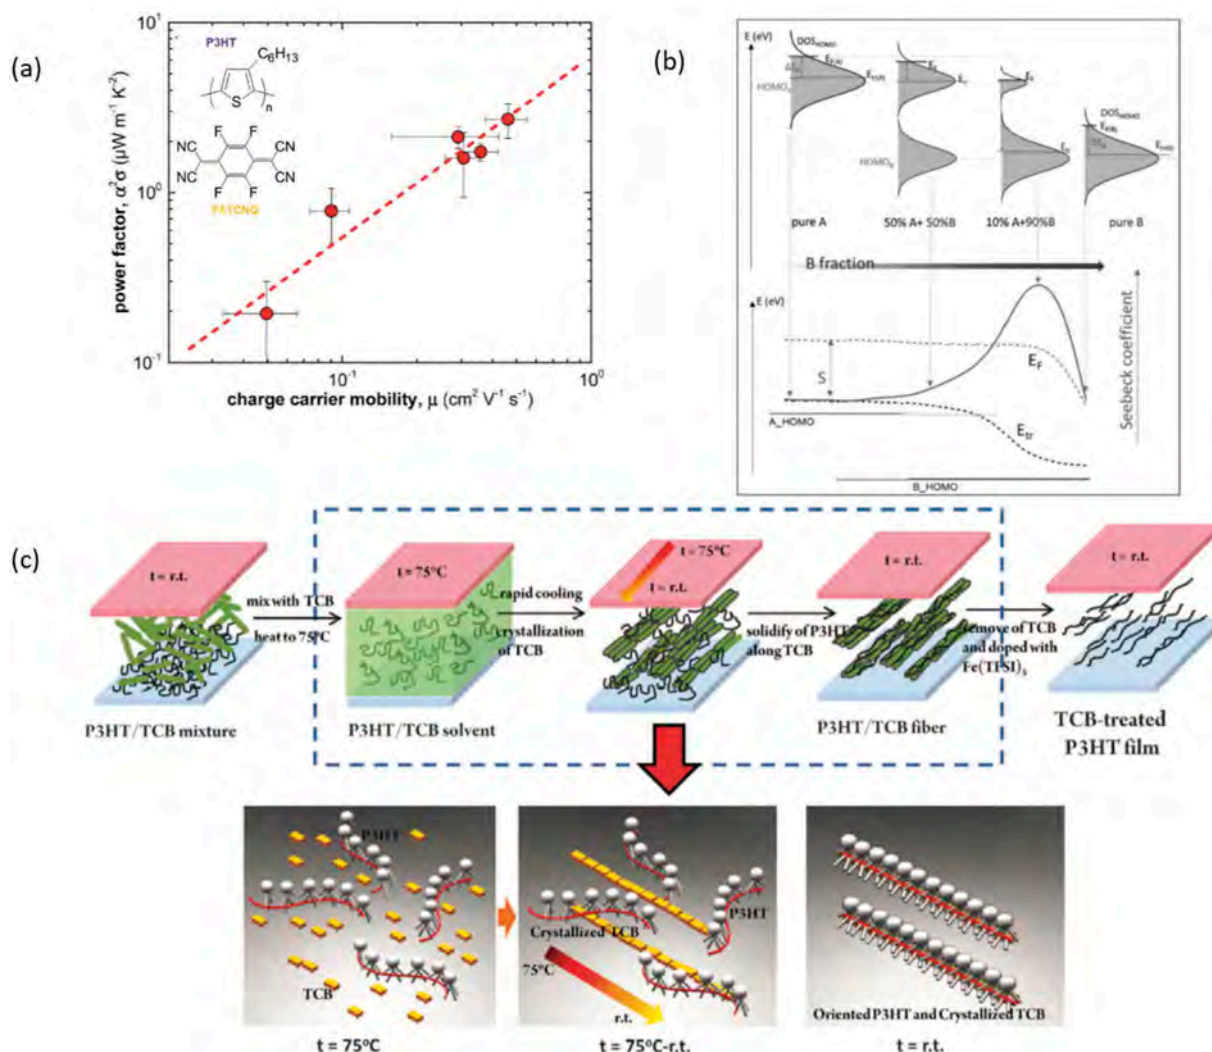 (a)
10¹
10⁰
10⁻¹
power factor, α²σ (μW m⁻¹ K⁻²)
P3HT
C₆H₁₃
S
n
NC
CN
F
F
NC
F
F
CN
10⁻¹
10⁰
charge carrier mobility, μ (cm² V⁻¹ s⁻¹)
(b)
E (eV)
DOS_HOMO
HOMO_A
HOMO_B
DOS_HOMO
pure A
50% A+ 50%B
10% A+90%B
pure B
B fraction
E (eV)
S
E_F
E_tr
A_HOMO
B_HOMO
Seebeck coefficient
(c)
t = r.t.
mix with TCB
heat to 75°C
t = 75°C
rapid cooling
crystallization
of TCB
t = 75°C
t = r.t.
solidify of P3HT
along TCB
t = r.t.
remove of TCB
and doped with
Fe(TFSI)₃
t = r.t.
P3HT/TCB mixture
P3HT/TCB solvent
P3HT/TCB fiber
TCB-treated
P3HT film
P3HT
TCB
t = 75°C
P3HT
Crystallized TCB
75°C
r.t.
t = 75°C-r.t.
Oriented P3HT and Crystallized TCB
t = r.t.